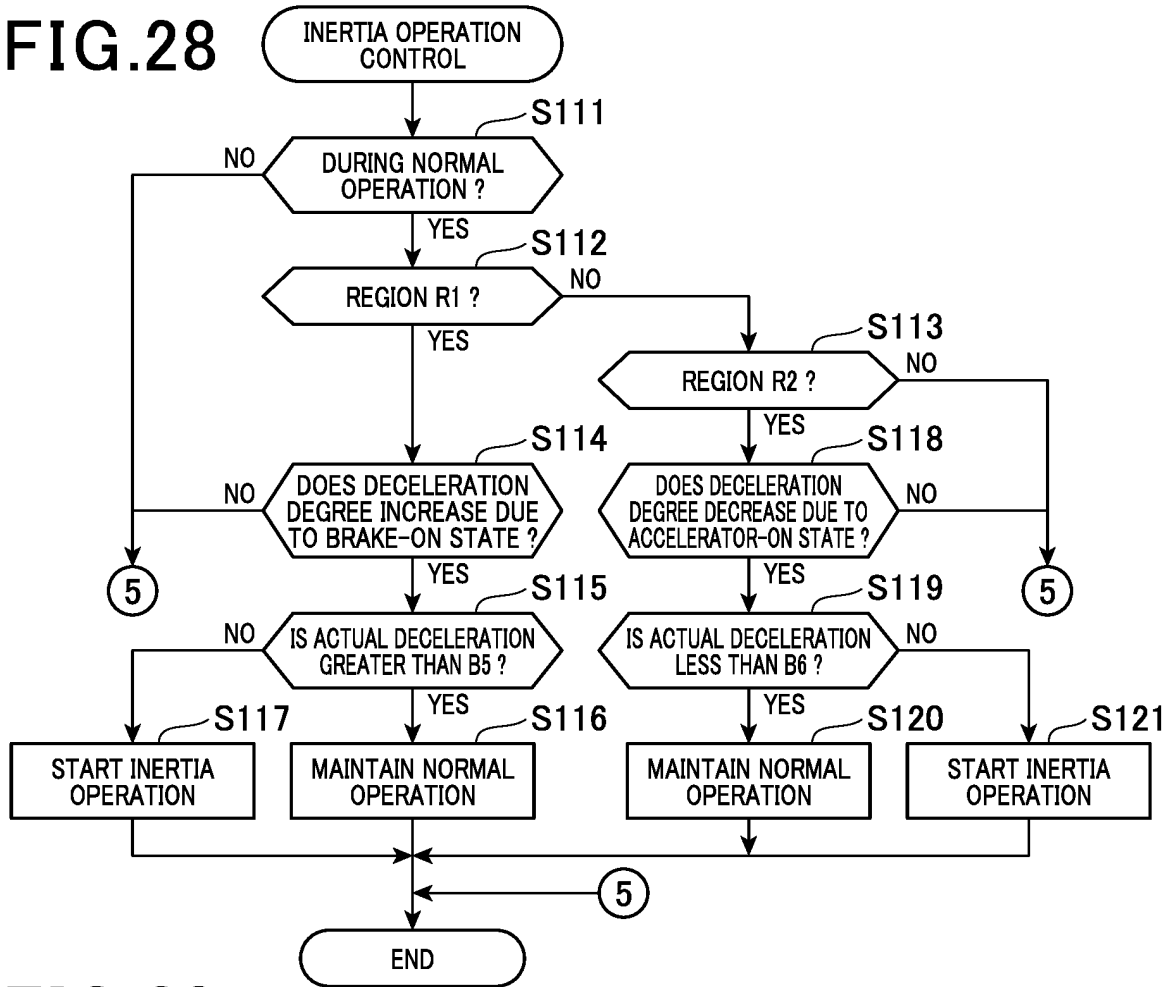 FIG.28
INERTIA OPERATION
CONTROL
S111
DURING NORMAL
OPERATION ?
NO
YES
S112
REGION R1 ?
NO
YES
S113
REGION R2 ?
NO
YES
S114
DOES DECELERATION
DEGREE INCREASE DUE
TO BRAKE-ON STATE ?
NO
YES
S118
DOES DECELERATION
DEGREE DECREASE DUE TO
ACCELERATOR-ON STATE ?
NO
YES
5
5
S115
IS ACTUAL DECELERATION
GREATER THAN B5 ?
NO
YES
S119
IS ACTUAL DECELERATION
LESS THAN B6 ?
NO
YES
S117
START INERTIA
OPERATION
S116
MAINTAIN NORMAL
OPERATION
S120
MAINTAIN NORMAL
OPERATION
S121
START INERTIA
OPERATION
5
END